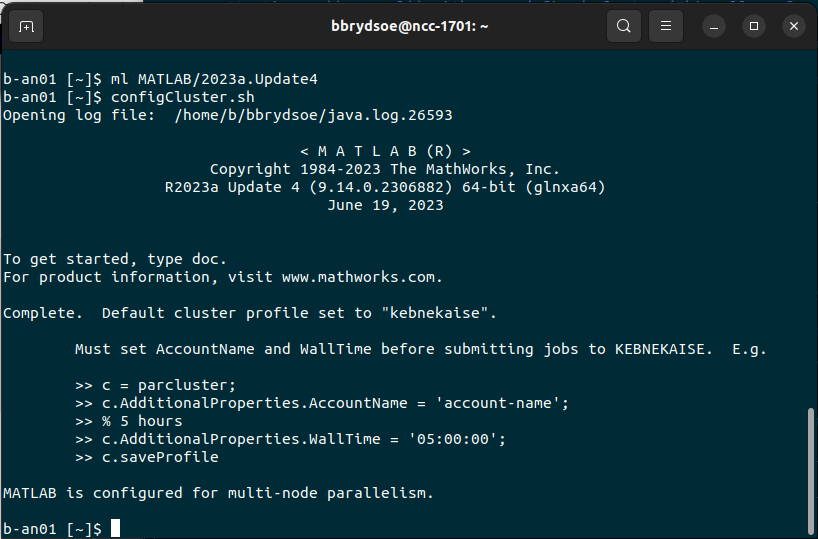 bbrydsoe@ncc-1701: ~
b-an01 [~]$ ml MATLAB/2023a.Update4
b-an01 [~]$ configCluster.sh
Opening log file:  /home/b/bbrydsoe/java.log.26593
< M A T L A B (R) >
Copyright 1984-2023 The MathWorks, Inc.
R2023a Update 4 (9.14.0.2306882) 64-bit (glnxa64)
June 19, 2023
To get started, type doc.
For product information, visit www.mathworks.com.
Complete.  Default cluster profile set to "kebnekaise".
Must set AccountName and WallTime before submitting jobs to KEBNEKAISE.  E.g.
>> c = parcluster;
>> c.AdditionalProperties.AccountName = 'account-name';
>> % 5 hours
>> c.AdditionalProperties.WallTime = '05:00:00';
>> c.saveProfile
MATLAB is configured for multi-node parallelism.
b-an01 [~]$